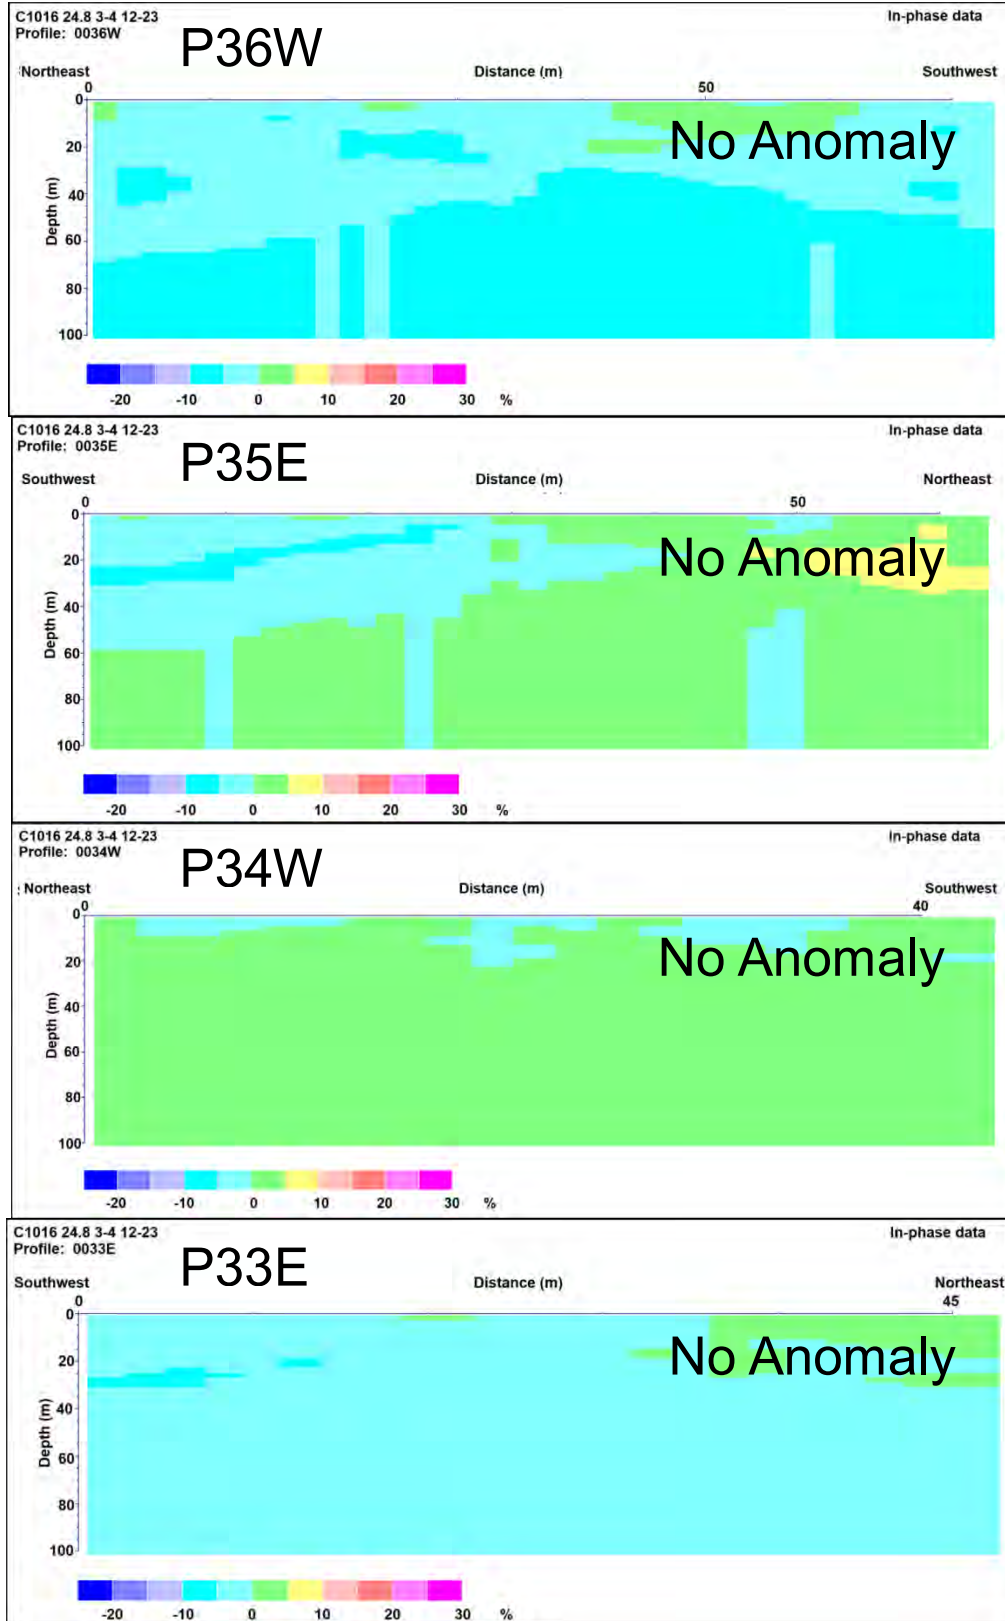 C1016 24.8 3-4 12-23 In-phase data
Profile: 0036W
P36W
Northeast Distance (m) Southwest
0 50
0
20
40
60
80
100
Depth (m)
No Anomaly
-20 -10 0 10 20 30 %
C1016 24.8 3-4 12-23 In-phase data
Profile: 0035E
P35E
Southwest Distance (m) Northeast
0 50
0
20
40
60
80
100
Depth (m)
No Anomaly
-20 -10 0 10 20 30 %
C1016 24.8 3-4 12-23 In-phase data
Profile: 0034W
P34W
Northeast Distance (m) Southwest
0 40
0
20
40
60
80
100
Depth (m)
No Anomaly
-20 -10 0 10 20 30 %
C1016 24.8 3-4 12-23 In-phase data
Profile: 0033E
P33E
Southwest Distance (m) Northeast
0 45
0
20
40
60
80
100
Depth (m)
No Anomaly
-20 -10 0 10 20 30 %